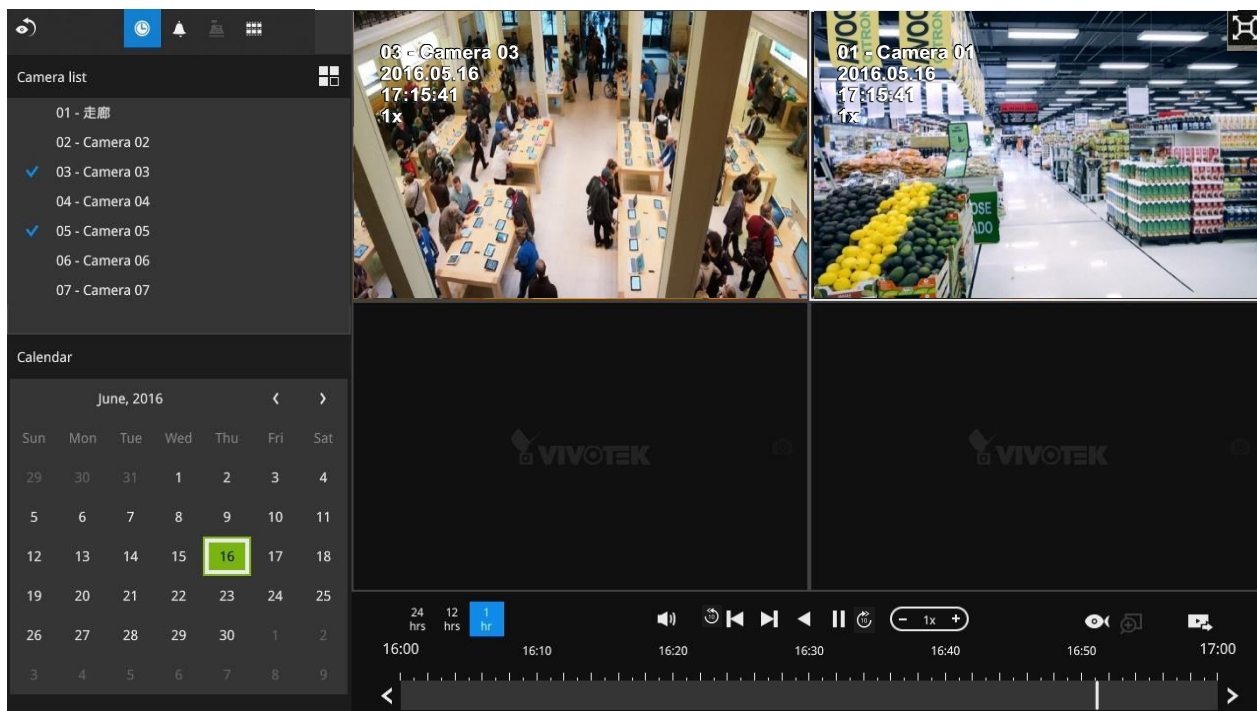 Camera list
01 - 走廊
02 - Camera 02
03 - Camera 03
04 - Camera 04
05 - Camera 05
06 - Camera 06
07 - Camera 07
Calendar
June, 2016
Sun Mon Tue Wed Thu Fri Sat
29 30 31 1 2 3 4
5 6 7 8 9 10 11
12 13 14 15 16 17 18
19 20 21 22 23 24 25
26 27 28 29 30 1 2
3 4 5 6 7 8 9
03 - Camera 03
2016.05.16
17:15:41
1x
01 - Camera 01
2016.05.16
17:15:41
1x
VIVOTEK
VIVOTEK
24 hrs 12 hrs 1 hr
10 10 - 1x +
16:00 16:10 16:20 16:30 16:40 16:50 17:00